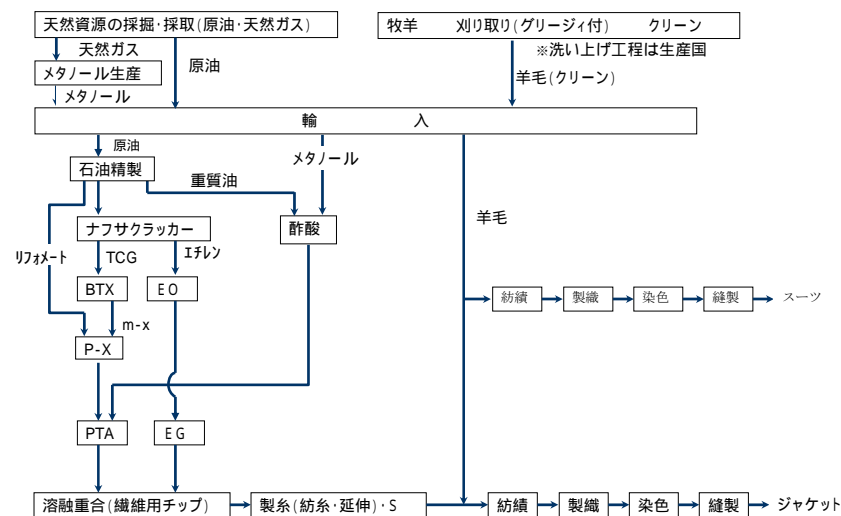 天然資源の採掘･採取(原油･天然ガス)
牧羊 刈り取り(グリージィ付) クリーン
※洗い上げ工程は生産国
天然ガス
原油
メタノール生産
メタノール
羊毛(クリーン)
輸 入
原油
メタノール
石油精製
重質油
羊毛
ナフサクラッカー
酢酸
リフォメート
TCG
エチレン
BTX
EO
m-x
紡績
製織
染色
縫製
スーツ
P-X
PTA
EG
溶融重合(繊維用チップ)
製糸(紡糸･延伸)･S
紡績
製織
染色
縫製
ジャケット